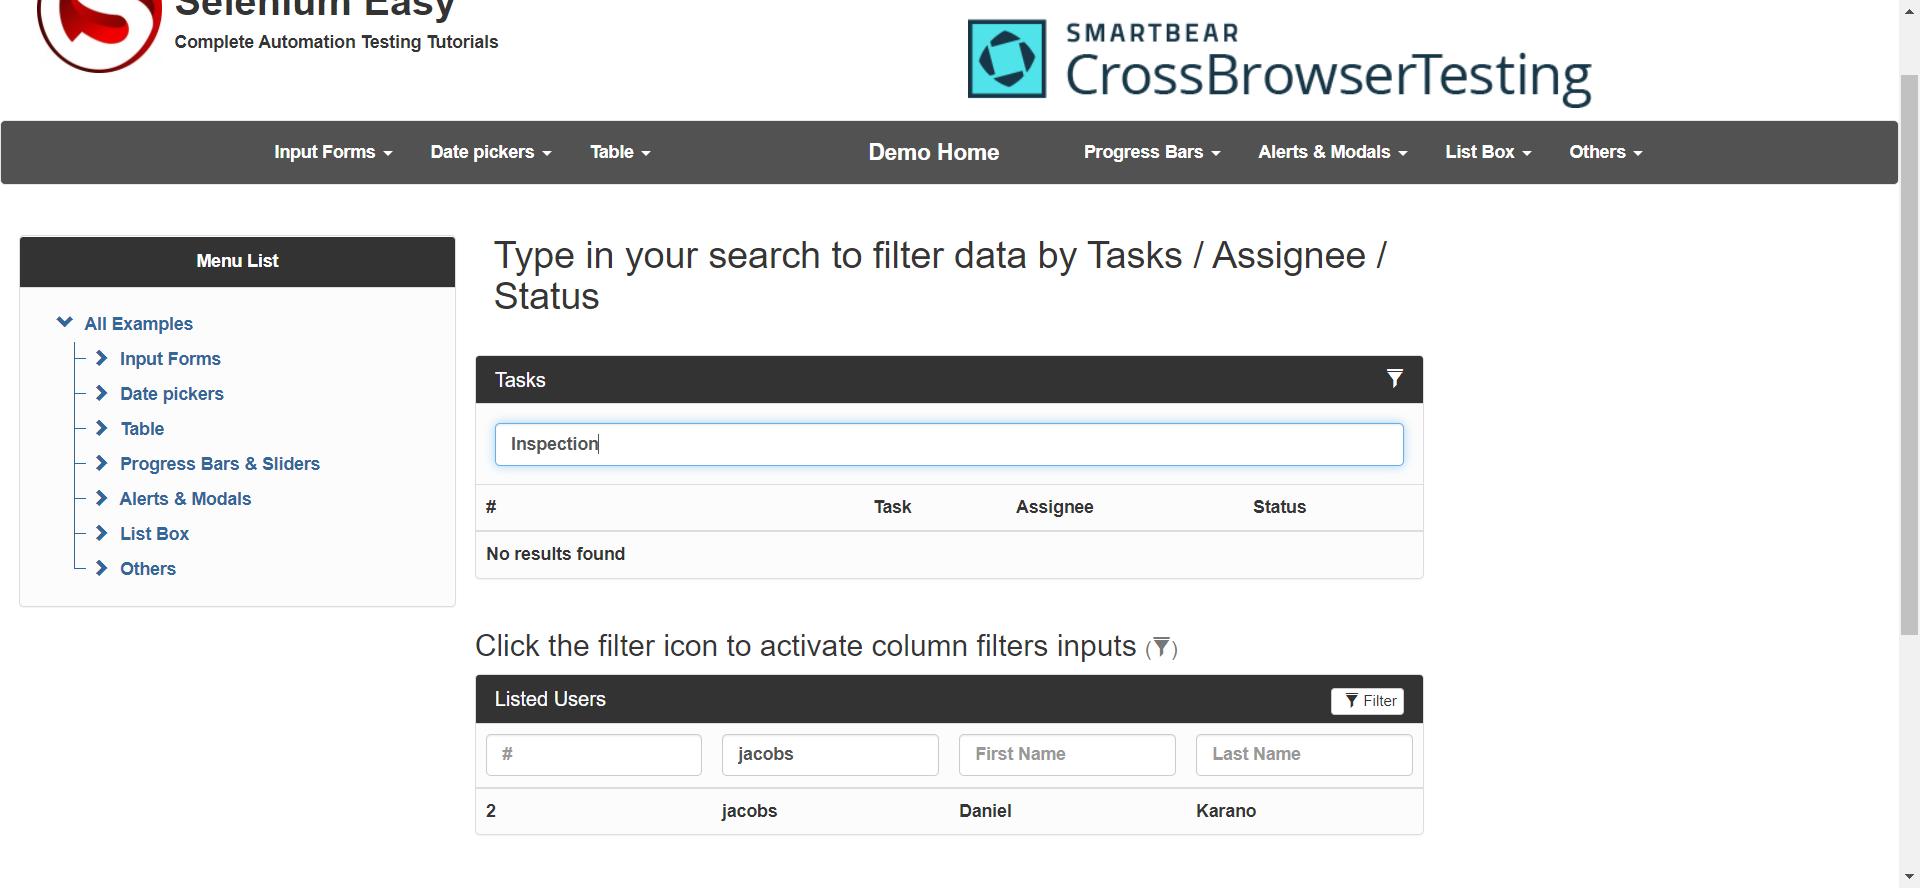 Selenium Easy
Complete Automation Testing Tutorials
SMARTBEAR
CrossBrowserTesting
Input Forms
Date pickers
Table
Demo Home
Progress Bars
Alerts & Modals
List Box
Others
Menu List
All Examples
Input Forms
Date pickers
Table
Progress Bars & Sliders
Alerts & Modals
List Box
Others
Type in your search to filter data by Tasks / Assignee /
Status
Tasks
Inspection
# Task Assignee Status
No results found
Click the filter icon to activate column filters inputs ( )
Listed Users
Filter
# jacobs First Name Last Name
2 jacobs Daniel Karano